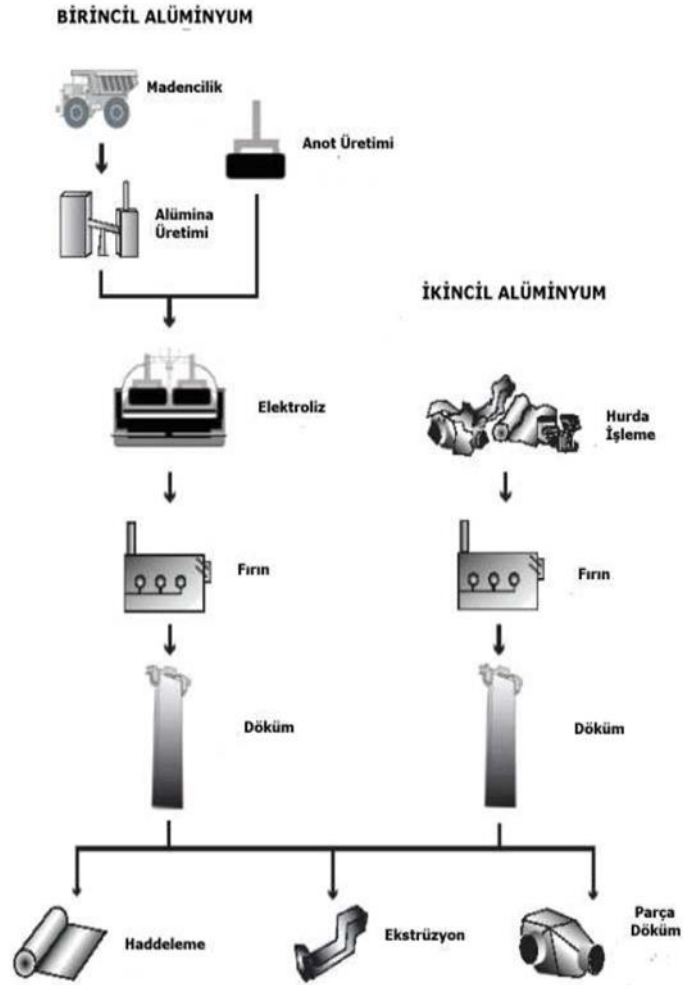 BİRİNCİL ALÜMİNYUM
Madencilik
Anot Üretimi
Alümina
Üretimi
İKİNCİL ALÜMİNYUM
Elektroliz
Hurda
İşleme
Fırın
Fırın
Döküm
Döküm
Haddeleme
Ekstrüzyon
Parça
Döküm